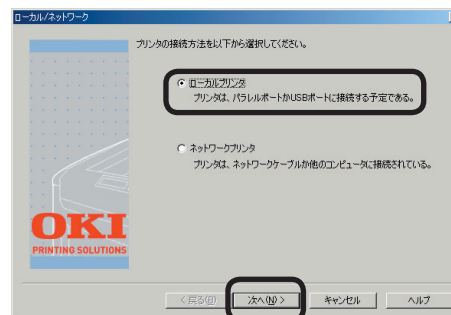 ローカル/ネットワーク
プリンタの接続方法を以下から選択してください。
ローカルプリンタ
プリンタは、パラレルポートかUSBポートに接続する予定である。
ネットワークプリンタ
プリンタは、ネットワークケーブルか他のコンピュータに接続されている。
OKI
PRINTING SOLUTIONS
< 戻る(B)
次へ(N) >
キャンセル
ヘルプ